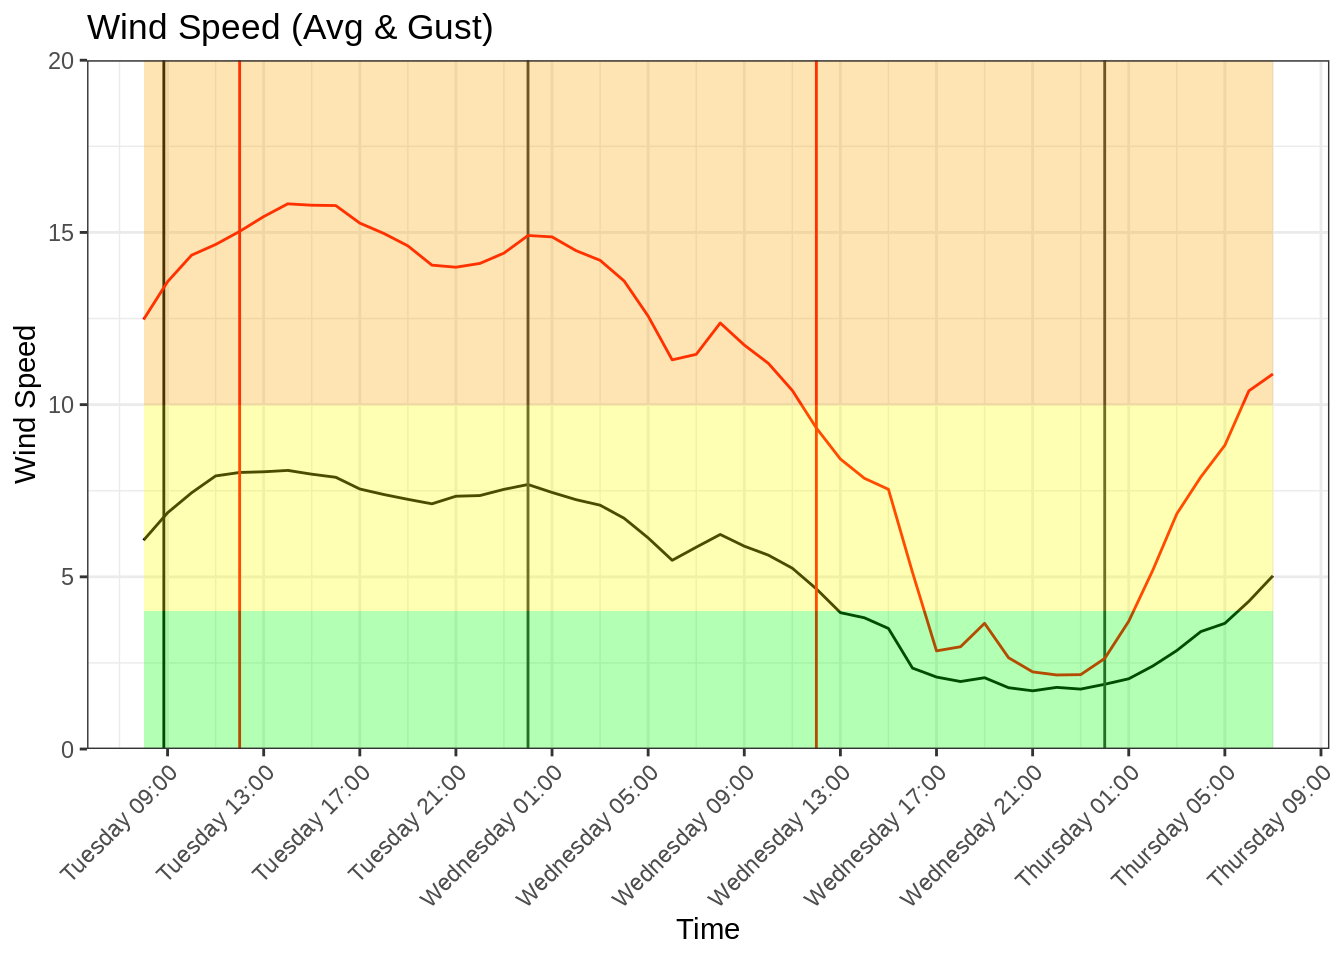 Wind Speed (Avg & Gust)
20
15
10
5
0
Wind Speed
Tuesday 09:00
Tuesday 13:00
Tuesday 17:00
Tuesday 21:00
Wednesday 01:00
Wednesday 05:00
Wednesday 09:00
Wednesday 13:00
Wednesday 17:00
Wednesday 21:00
Thursday 01:00
Thursday 05:00
Thursday 09:00
Time